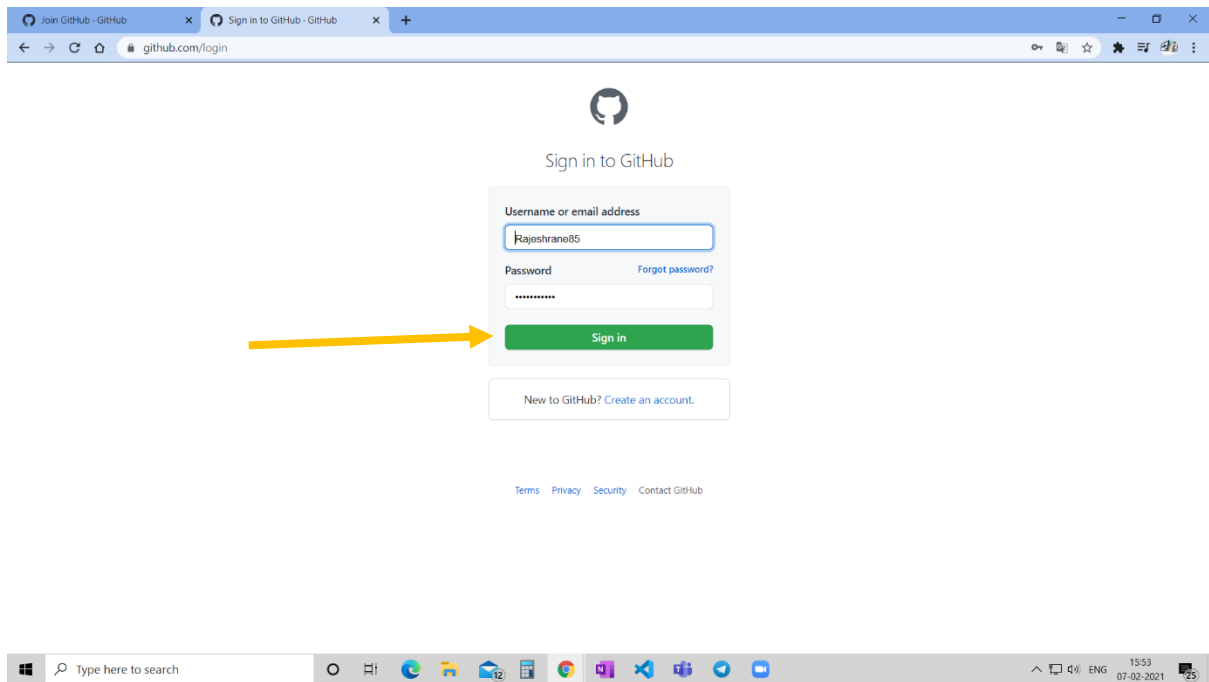 Join GitHub · GitHub
Sign in to GitHub · GitHub
github.com/login
Sign in to GitHub
Username or email address
Rajeshrane85
Password Forgot password?
•••••••••••
Sign in
New to GitHub? Create an account.
Terms Privacy Security Contact GitHub
Type here to search
12
ENG
15:53
07-02-2021
25